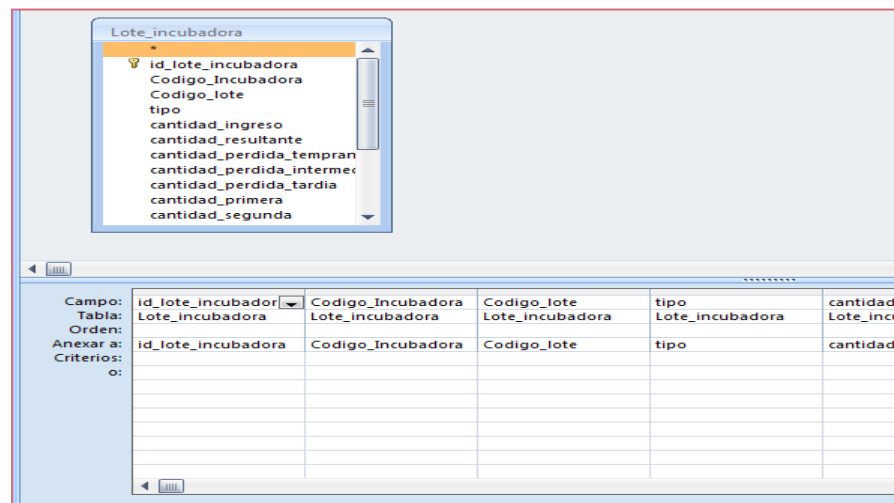 Lote_incubadora
*
id_lote_incubadora
Codigo_Incubadora
Codigo_lote
tipo
cantidad_ingreso
cantidad_resultante
cantidad_perdida_tempran
cantidad_perdida_intermed
cantidad_perdida_tardia
cantidad_primera
cantidad_segunda
Campo: id_lote_incubador Codigo_Incubadora Codigo_lote tipo cantidad
Tabla: Lote_incubadora Lote_incubadora Lote_incubadora Lote_incubadora Lote_incu
Orden:
Anexar a: id_lote_incubadora Codigo_Incubadora Codigo_lote tipo cantidad
Criterios:
o: